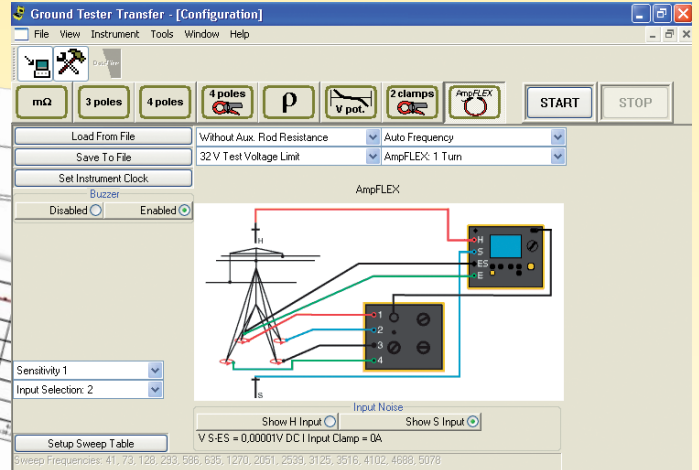 Ground Tester Transfer - [Configuration]
File View Instrument Tools Window Help
mΩ
3 poles
4 poles
4 poles
ρ
V pot.
2 clamps
AmpFLEX
START
STOP
Load From File
Without Aux. Rod Resistance
Auto Frequency
Save To File
32 V Test Voltage Limit
AmpFLEX: 1 Turn
Set Instrument Clock
Buzzer
Disabled
Enabled
AmpFLEX
H
H
S
ES
E
1
2
3
4
S
Sensitivity 1
Input Selection: 2
Input Noise
Show H Input
Show S Input
Setup Sweep Table
V S-ES = 0,00001V DC I Input Clamp = 0A
Sweep Frequencies: 41, 73, 128, 293, 586, 635, 1270, 2051, 2539, 3125, 3516, 4102, 4688, 5078